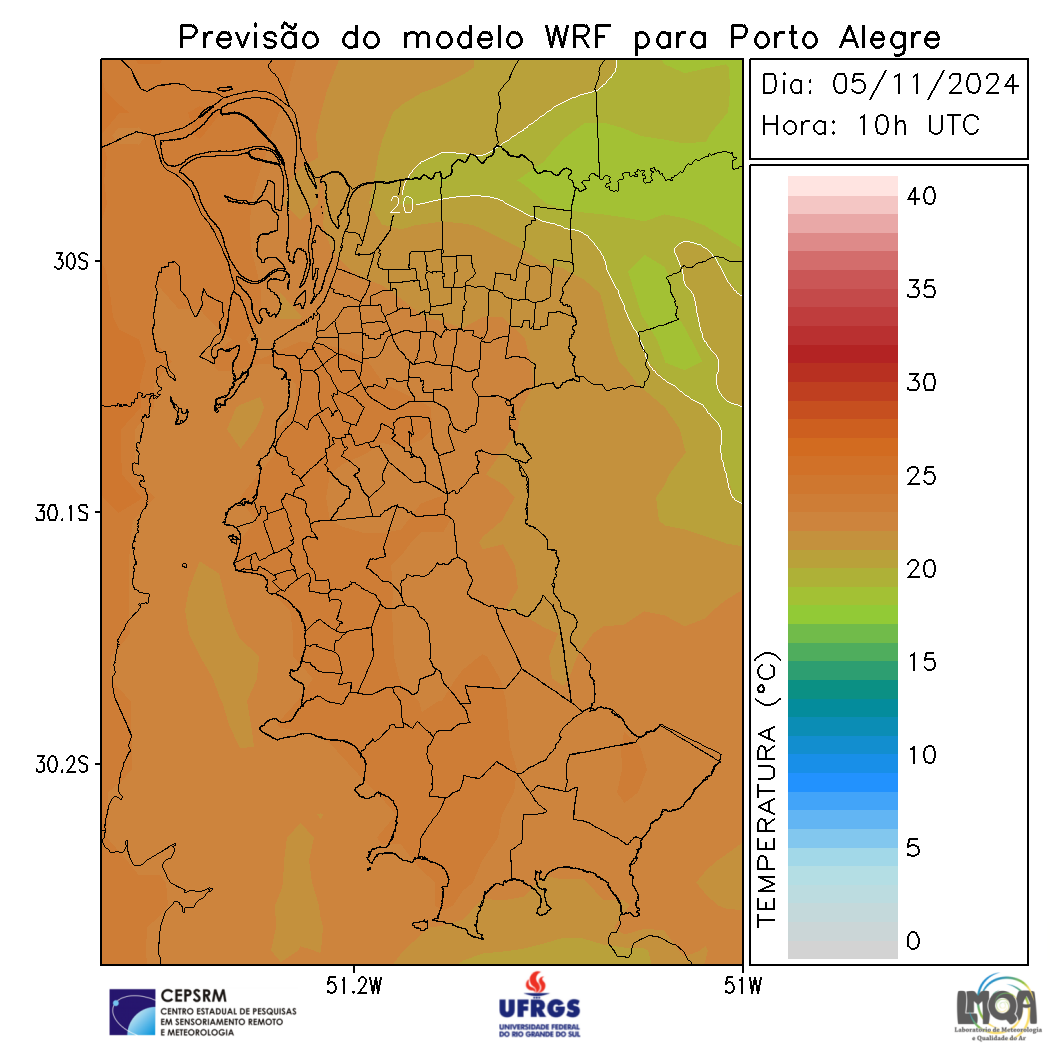 Previsão do modelo WRF para Porto Alegre
Dia: 05/11/2024
Hora: 10h UTC
20
30S
30.1S
30.2S
51.2W
51W
40
35
30
25
20
15
10
5
0
TEMPERATURA (°C)
CEPSRM
CENTRO ESTADUAL DE PESQUISAS
EM SENSORIAMENTO REMOTO
E METEOROLOGIA
UFRGS
UNIVERSIDADE FEDERAL
DO RIO GRANDE DO SUL
LMQA
Laboratório de Meteorologia
e Qualidade do Ar